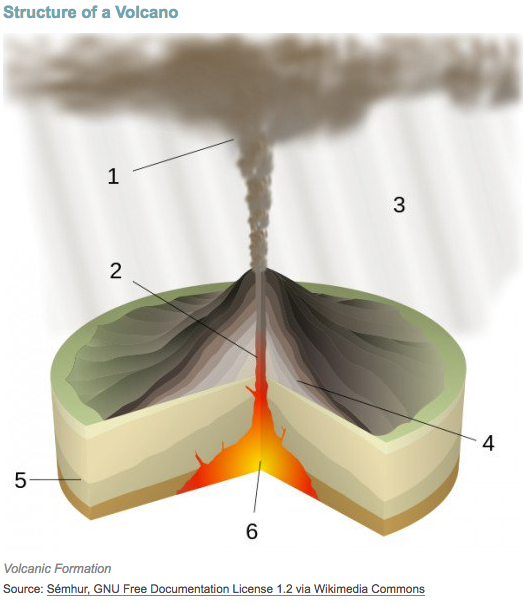 Structure of a Volcano
1
3
2
4
5
6
Volcanic Formation
Source: Sémhur, GNU Free Documentation License 1.2 via Wikimedia Commons